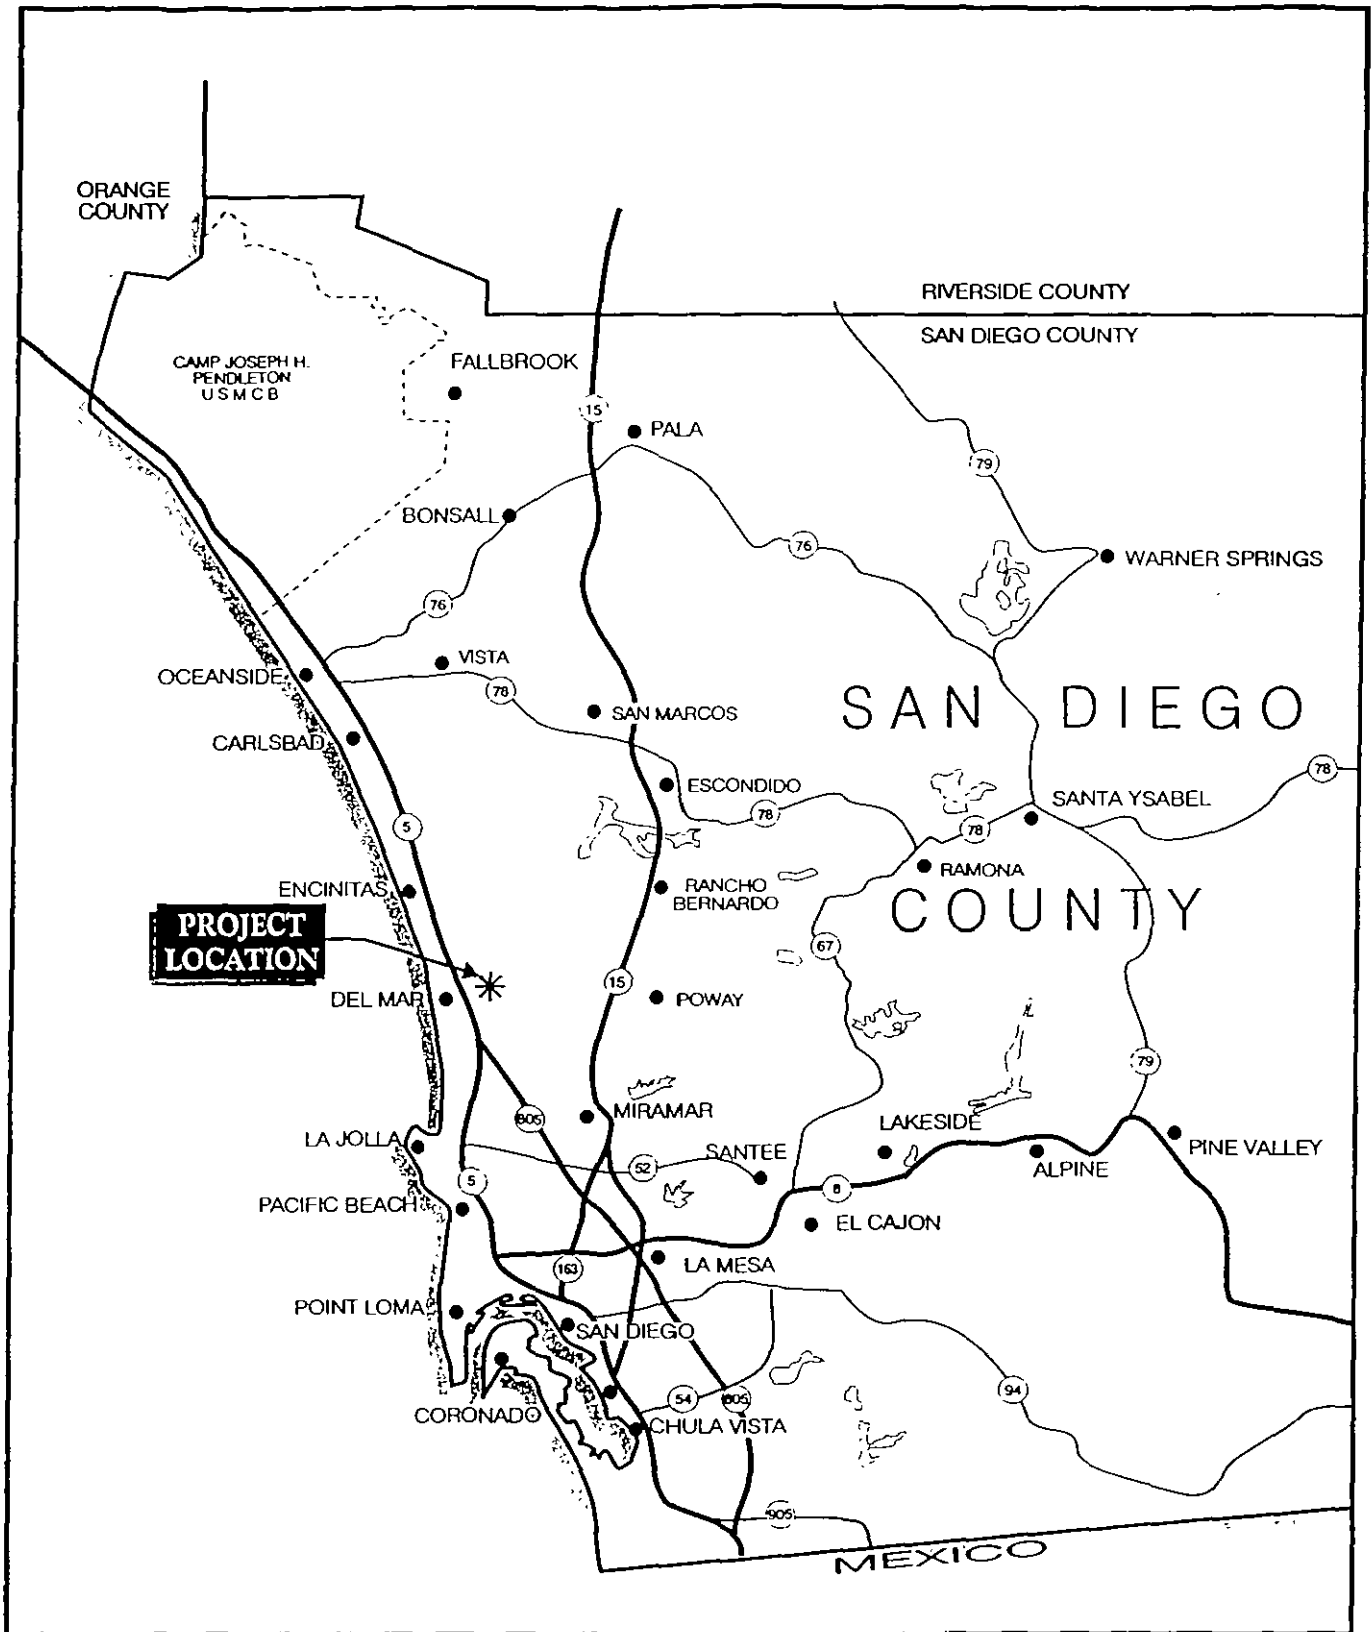 ORANGE
COUNTY
RIVERSIDE COUNTY
SAN DIEGO COUNTY
CAMP JOSEPH H.
PENDLETON
U S M C B
FALLBROOK
15
PALA
79
BONSALL
76
WARNER SPRINGS
76
VISTA
OCEANSIDE
78
SAN MARCOS
SAN DIEGO
CARLSBAD
78
ESCONDIDO
SANTA YSABEL
78
5
78
RAMONA
ENCINITAS
RANCHO
BERNARDO
COUNTY
PROJECT
LOCATION
67
15
DEL MAR
POWAY
79
805
MIRAMAR
LAKESIDE
LA JOLLA
SANTEE
PINE VALLEY
52
ALPINE
5
8
PACIFIC BEACH
EL CAJON
163
LA MESA
POINT LOMA
SAN DIEGO
94
54
805
CORONADO
CHULA VISTA
905
MEXICO